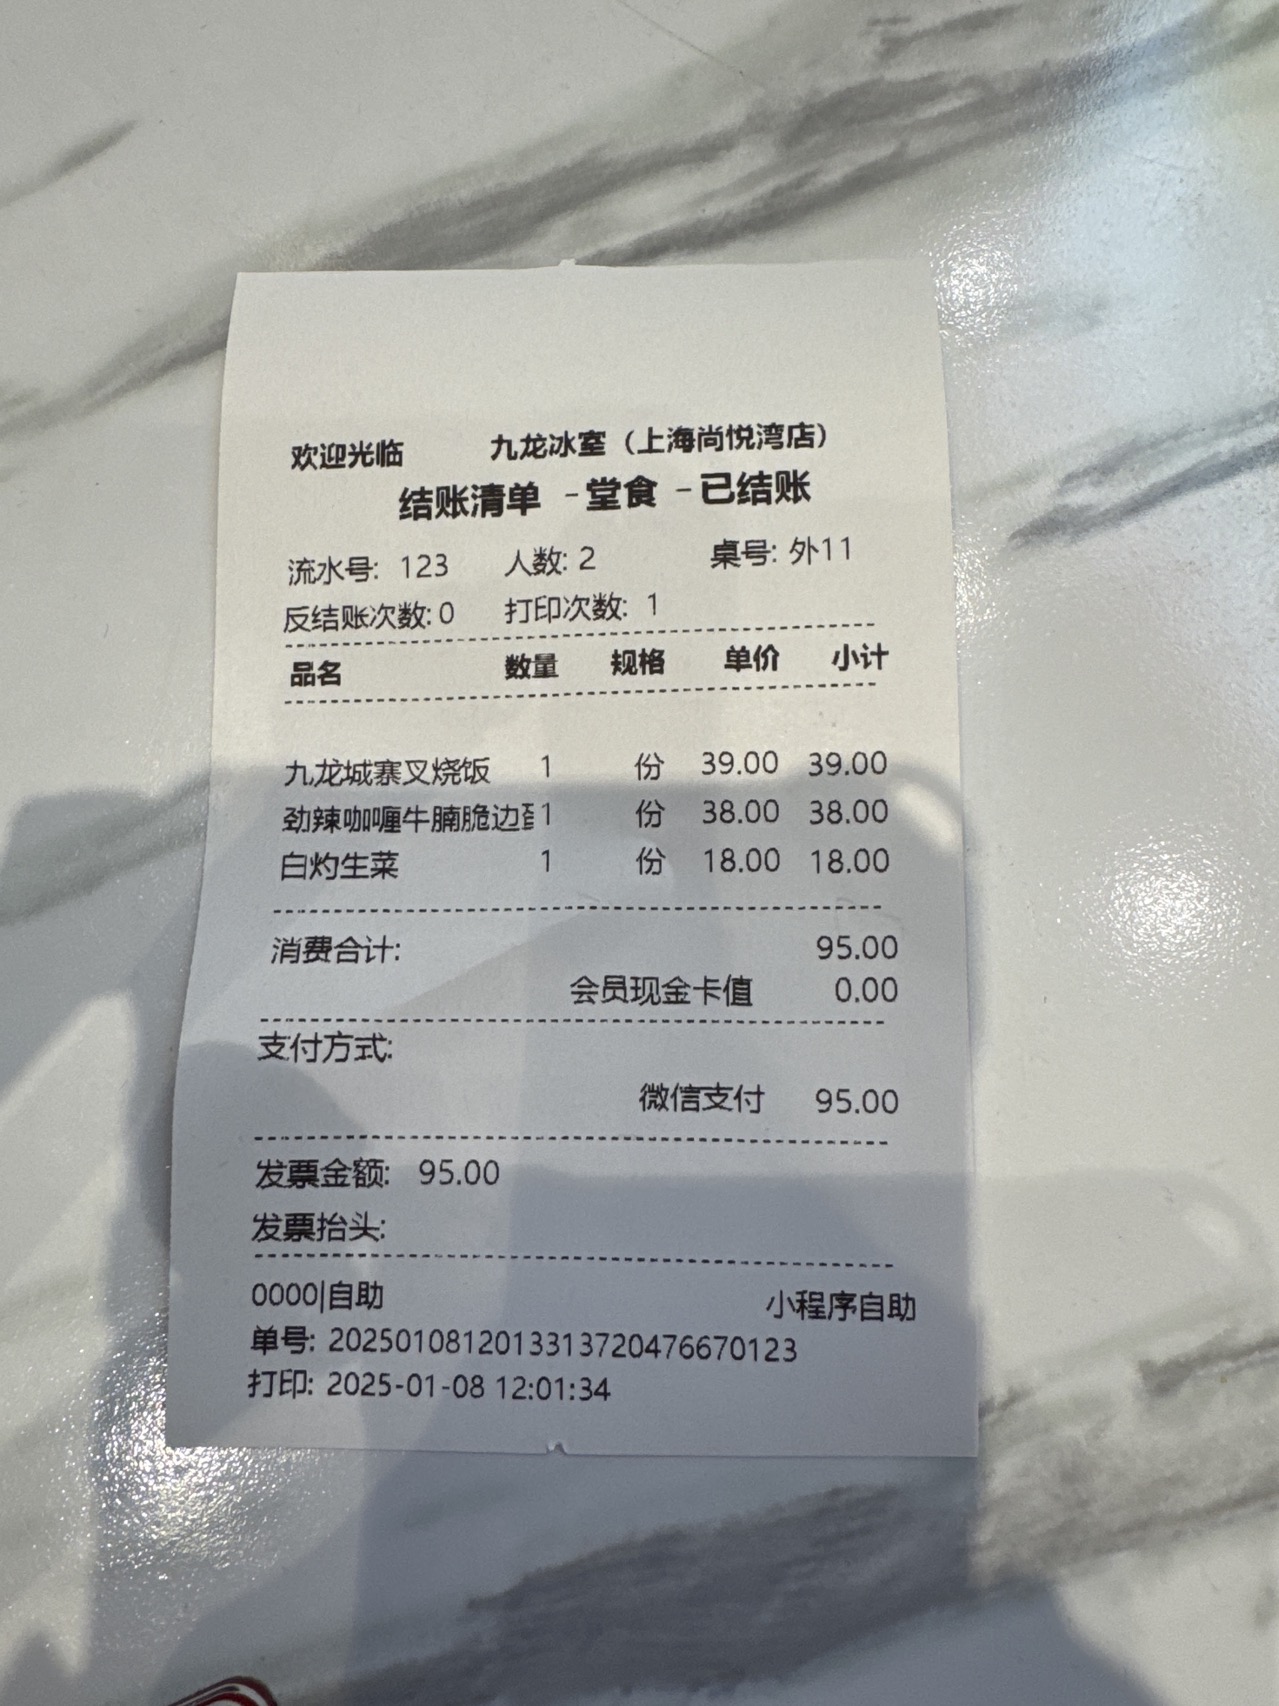 欢迎光临 九龙冰室（上海尚悦湾店）
结账清单 -堂食 -已结账
流水号: 123 人数: 2 桌号: 外11
反结账次数: 0 打印次数: 1
品名 数量 规格 单价 小计
九龙城寨叉烧饭 1 份 39.00 39.00
劲辣咖喱牛腩脆边 1 份 38.00 38.00
白灼生菜 1 份 18.00 18.00
消费合计: 95.00
会员现金卡值 0.00
支付方式:
微信支付 95.00
发票金额: 95.00
发票抬头:
0000|自助 小程序自助
单号: 2025010812013313720476670123
打印: 2025-01-08 12:01:34